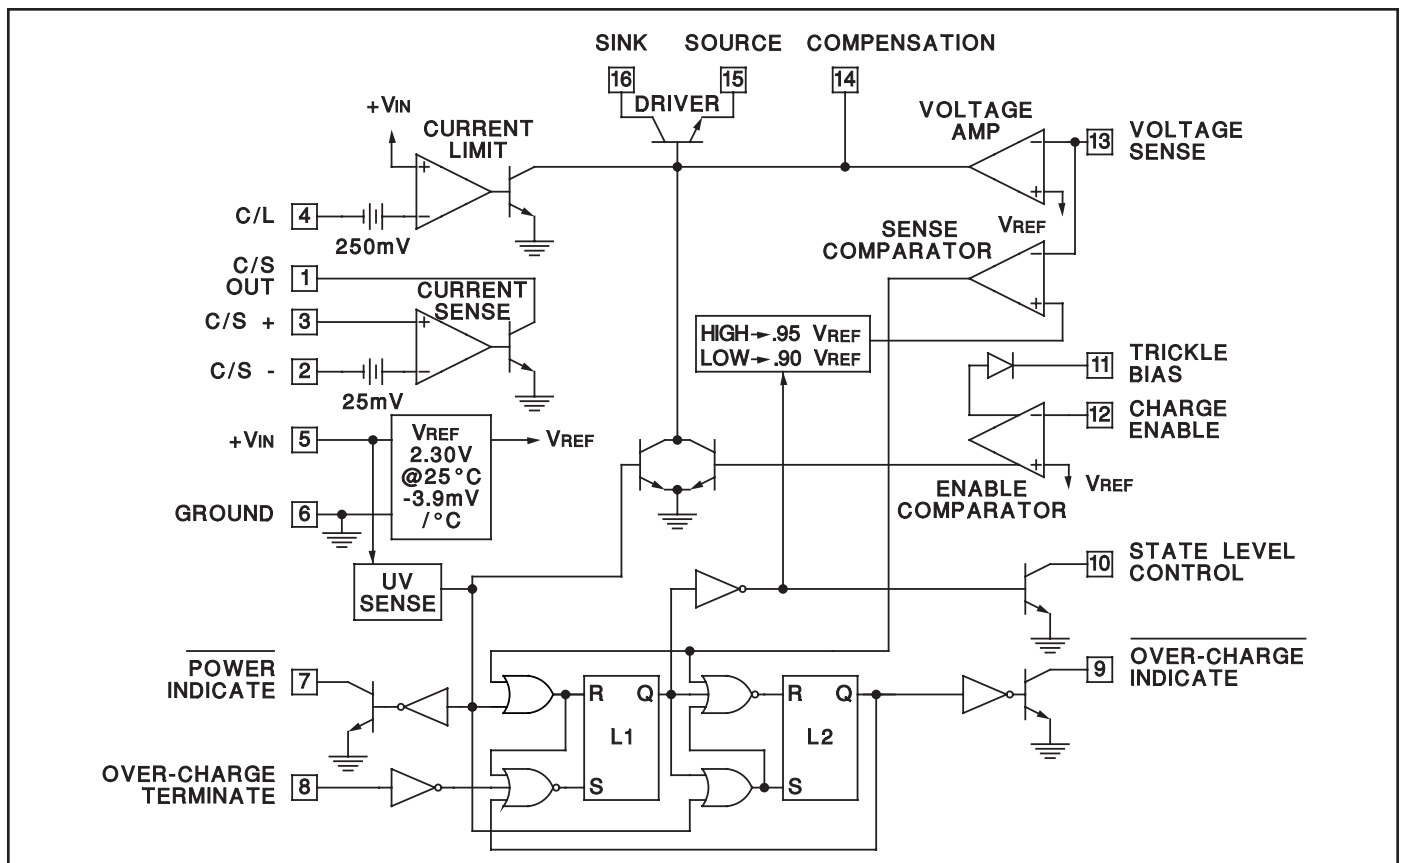 SINK SOURCE COMPENSATION
16 15 14
DRIVER
+VIN
CURRENT
LIMIT
+
−
C/L 4
250mV
VOLTAGE
AMP
−
+
13 VOLTAGE
SENSE
VREF
C/S
OUT 1
CURRENT
SENSE
C/S + 3
+
C/S - 2
−
25mV
SENSE
COMPARATOR
−
+
HIGH→.95 VREF
LOW→.90 VREF
11 TRICKLE
BIAS
12 CHARGE
ENABLE
−
+
VREF
ENABLE
COMPARATOR
+VIN 5
VREF
2.30V
@25°C
-3.9mV
/°C
VREF
GROUND 6
UV
SENSE
10 STATE LEVEL
CONTROL
POWER
INDICATE 7
R Q
L1
S
R Q
L2
S
9 OVER-CHARGE
INDICATE
OVER-CHARGE
TERMINATE 8